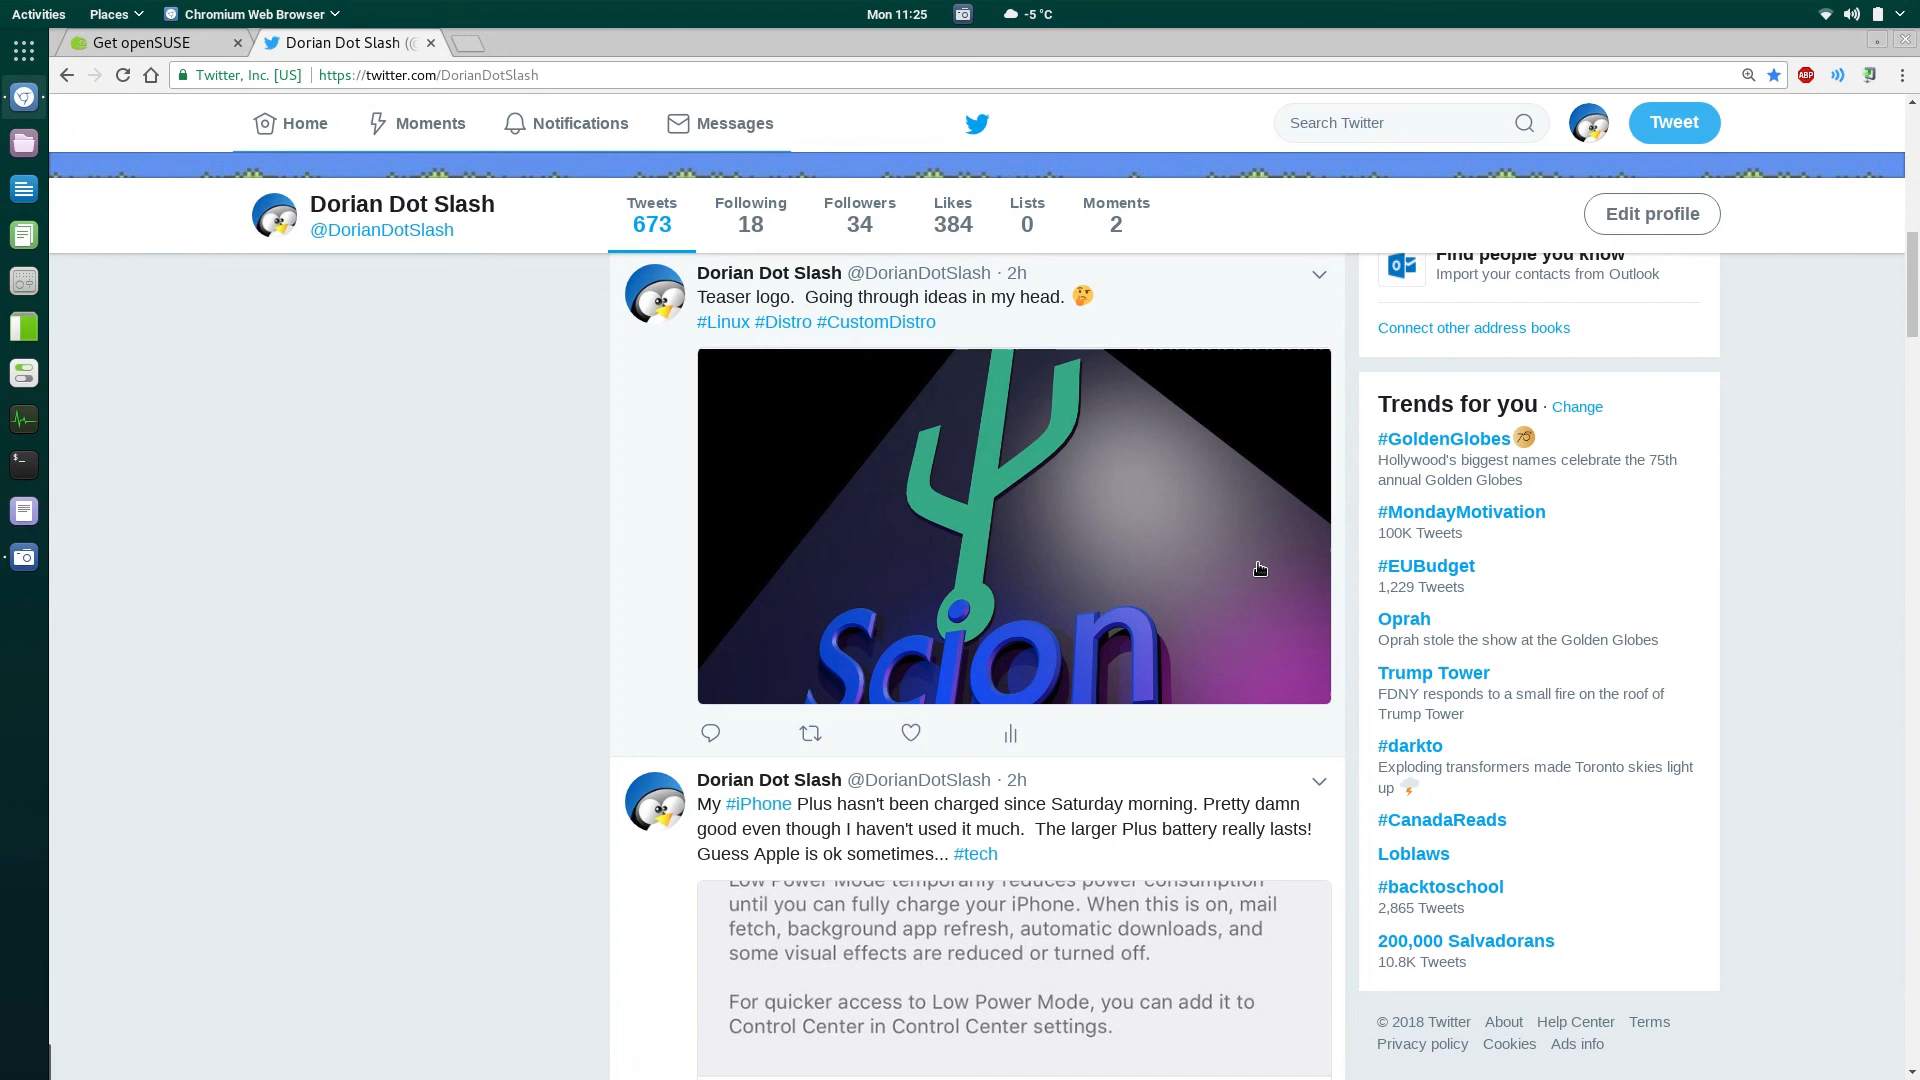 Activities Places Chromium Web Browser Mon 11:25 -5 °C
Get openSUSE Dorian Dot Slash (@
Twitter, Inc. [US] https://twitter.com/DorianDotSlash ABP
Home Moments Notifications Messages Search Twitter Tweet
Dorian Dot Slash
@DorianDotSlash
Tweets Following Followers Likes Lists Moments
673 18 34 384 0 2
Edit profile
Dorian Dot Slash @DorianDotSlash · 2h
Teaser logo. Going through ideas in my head. 🤔
#Linux #Distro #CustomDistro
Scion
Dorian Dot Slash @DorianDotSlash · 2h
My #iPhone Plus hasn't been charged since Saturday morning. Pretty damn
good even though I haven't used it much. The larger Plus battery really lasts!
Guess Apple is ok sometimes... #tech
Low Power Mode temporarily reduces power consumption
until you can fully charge your iPhone. When this is on, mail
fetch, background app refresh, automatic downloads, and
some visual effects are reduced or turned off.
For quicker access to Low Power Mode, you can add it to
Control Center in Control Center settings.
Find people you know
Import your contacts from Outlook
Connect other address books
Trends for you · Change
#GoldenGlobes 75
Hollywood's biggest names celebrate the 75th
annual Golden Globes
#MondayMotivation
100K Tweets
#EUBudget
1,229 Tweets
Oprah
Oprah stole the show at the Golden Globes
Trump Tower
FDNY responds to a small fire on the roof of
Trump Tower
#darkto
Exploding transformers made Toronto skies light
up 🌩
#CanadaReads
Loblaws
#backtoschool
2,865 Tweets
200,000 Salvadorans
10.8K Tweets
© 2018 Twitter About Help Center Terms
Privacy policy Cookies Ads info